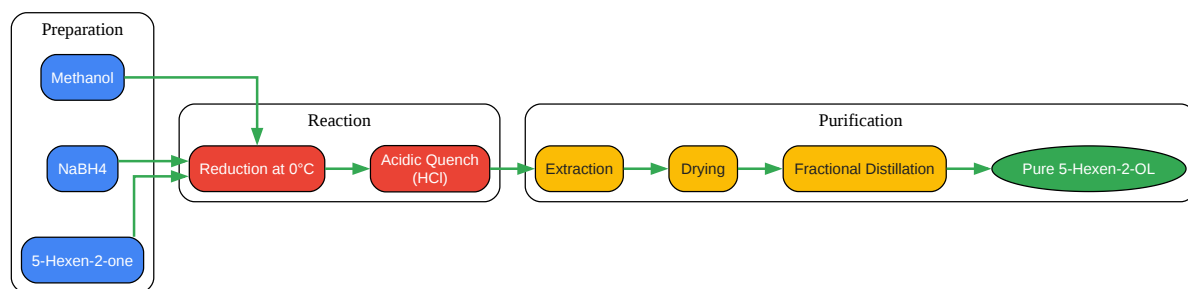 Preparation
Methanol
NaBH4
5-Hexen-2-one
Reaction
Reduction at 0°C
Acidic Quench
(HCl)
Purification
Extraction
Drying
Fractional Distillation
Pure 5-Hexen-2-OL